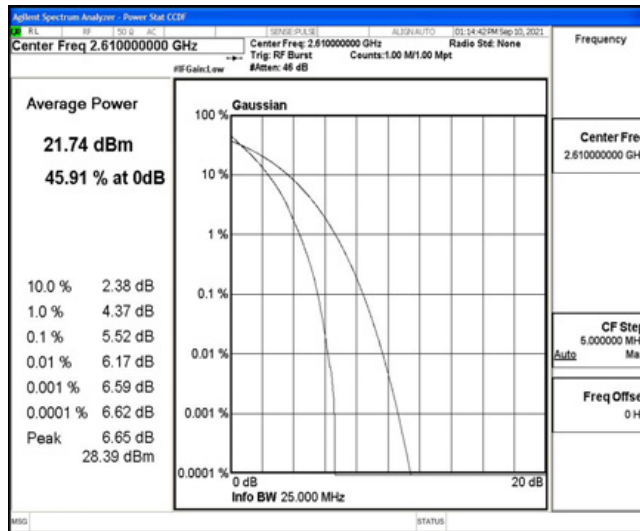 Agilent Spectrum Analyzer - Power Stat CCDF
RL RF 50 Ω AC SENSE:PULSE ALIGN AUTO 01:14:42 PM Sep 10, 2021
Center Freq 2.610000000 GHz
Center Freq: 2.610000000 GHz Radio Std: None
Trig: RF Burst Counts:1.00 M/1.00 Mpt
#IFGain:Low #Atten: 46 dB
Frequency
Average Power
21.74 dBm
45.91 % at 0dB
10.0 % 2.38 dB
1.0 % 4.37 dB
0.1 % 5.52 dB
0.01 % 6.17 dB
0.001 % 6.59 dB
0.0001 % 6.62 dB
Peak 6.65 dB
28.39 dBm
Gaussian
100 %
10 %
1 %
0.1 %
0.01 %
0.001 %
0.0001 %
0 dB 20 dB
Info BW 25.000 MHz
Center Fre
2.610000000 GH
CF Ste
5.000000 MH
Auto Ma
Freq Offse
0 H
MSG STATUS